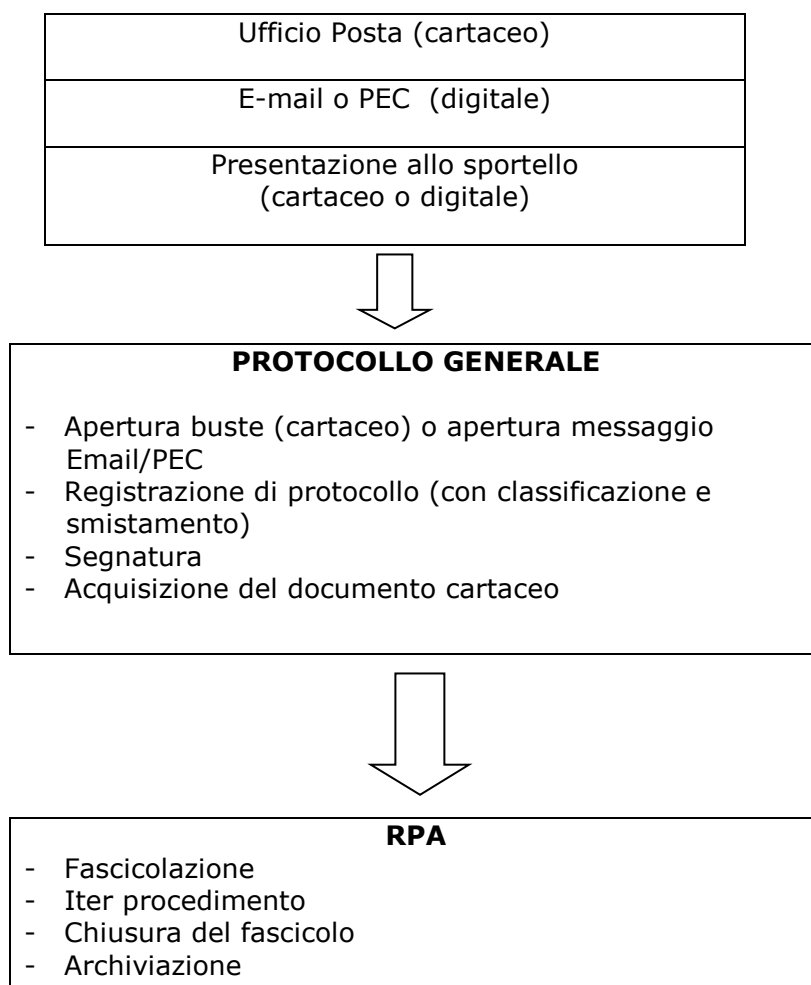 Ufficio Posta (cartaceo)
E-mail o PEC (digitale)
Presentazione allo sportello
(cartaceo o digitale)
PROTOCOLLO GENERALE
- Apertura buste (cartaceo) o apertura messaggio
Email/PEC
- Registrazione di protocollo (con classificazione e
smistamento)
- Segnatura
- Acquisizione del documento cartaceo
RPA
- Fascicolazione
- Iter procedimento
- Chiusura del fascicolo
- Archiviazione